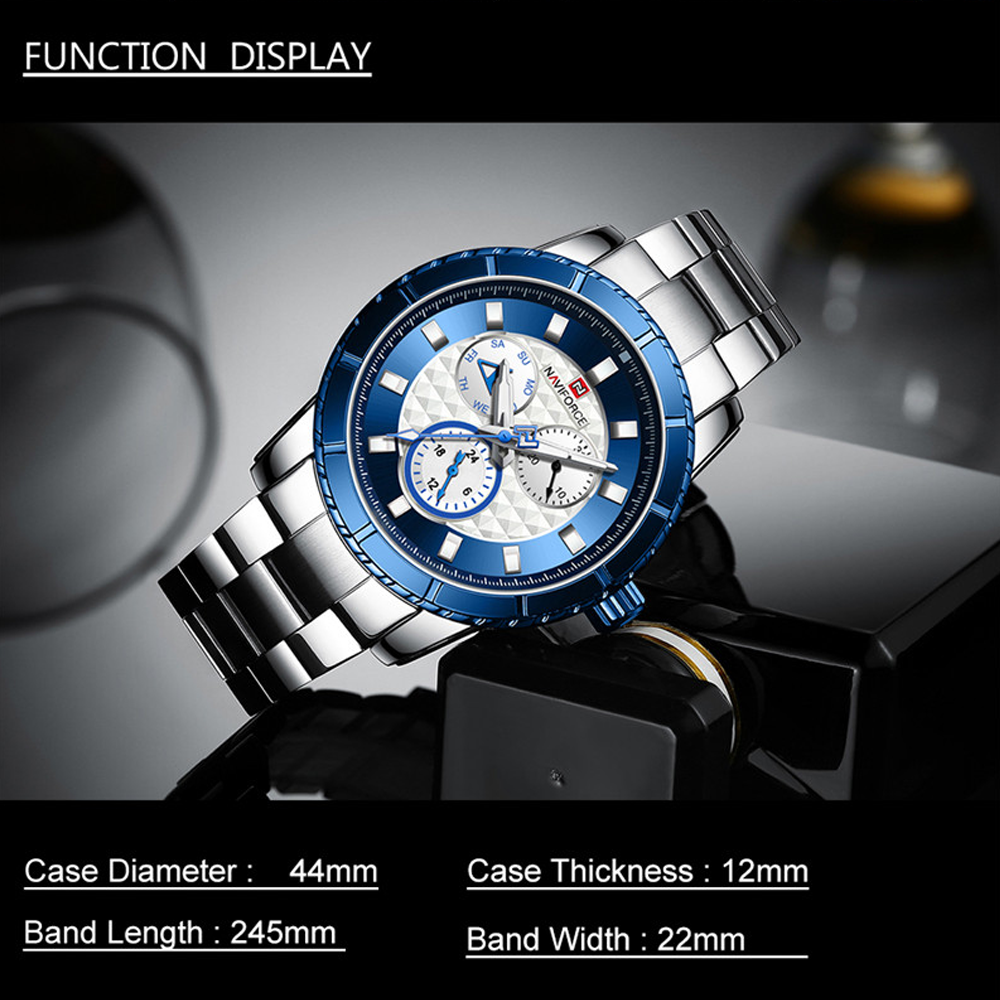 FUNCTION DISPLAY
SA
SU
MO
FR
TH
WE
NAVIFORCE
24
18
12
6
10
Case Diameter : 44mm
Case Thickness : 12mm
Band Length : 245mm
Band Width : 22mm